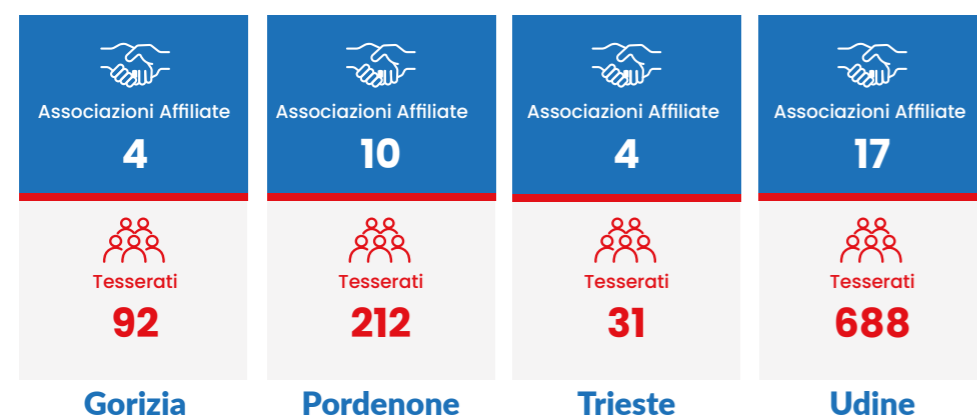 Associazioni Affiliate
4
Tesserati
92
Gorizia
Associazioni Affiliate
10
Tesserati
212
Pordenone
Associazioni Affiliate
4
Tesserati
31
Trieste
Associazioni Affiliate
17
Tesserati
688
Udine